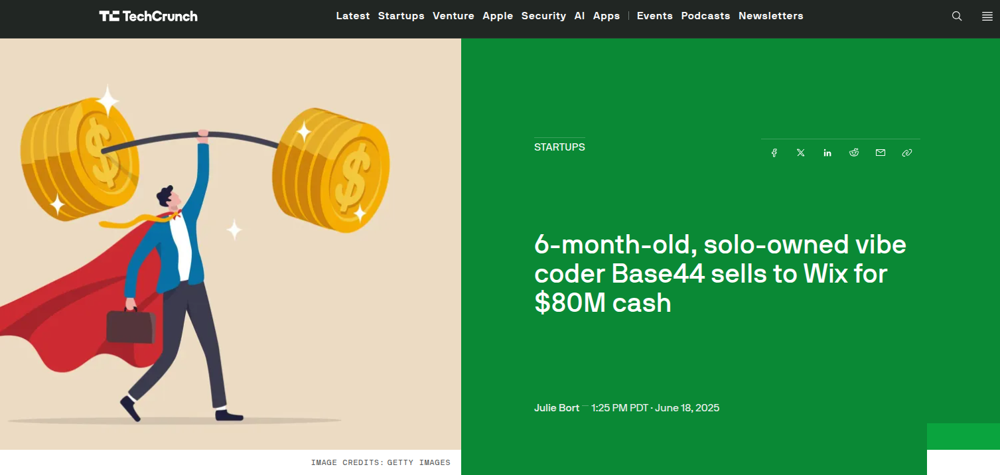 TechCrunch
Latest Startups Venture Apple Security AI Apps | Events Podcasts Newsletters
STARTUPS
6-month-old, solo-owned vibe
coder Base44 sells to Wix for
$80M cash
Julie Bort — 1:25 PM PDT · June 18, 2025
IMAGE CREDITS: GETTY IMAGES